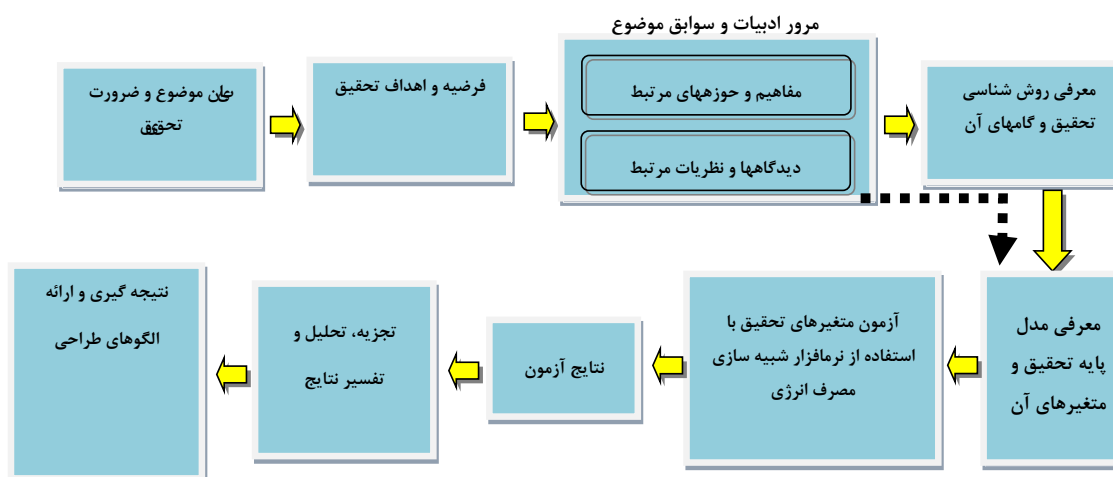 مرور ادبیات و سوابق موضوع
موضوع و ضرورت
فرضیه و اهداف تحقیق
مفاهیم و حوزههای مرتبط
دیدگاهها و نظریات مرتبط
معرفی روش شناسی
تحقیق و گامهای آن
معرفی مدل
پایه تحقیق و
متغیرهای آن
آزمون متغیرهای تحقیق با
استفاده از نرمافزار شبیه سازی
مصرف انرژی
نتایج آزمون
تجزیه، تحلیل و
تفسیر نتایج
نتیجه گیری و ارائه
الگوهای طراحی